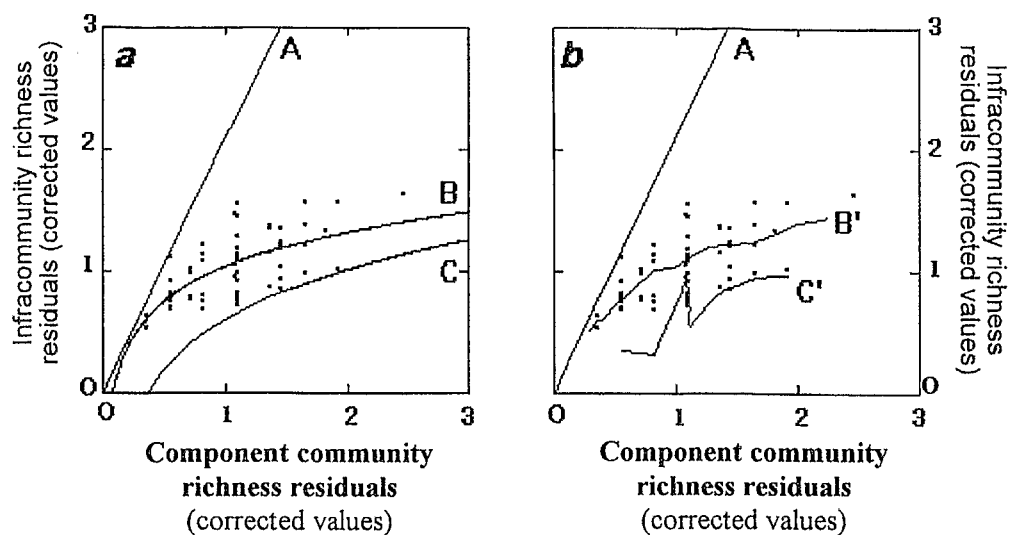 Infracommunity richness
residuals (corrected values)
3
2
1
0
a
A
B
C
0
1
2
3
Component community
richness residuals
(corrected values)
b
A
B'
C'
0
1
2
3
3
2
1
0
Infracommunity richness
residuals (corrected values)
Component community
richness residuals
(corrected values)